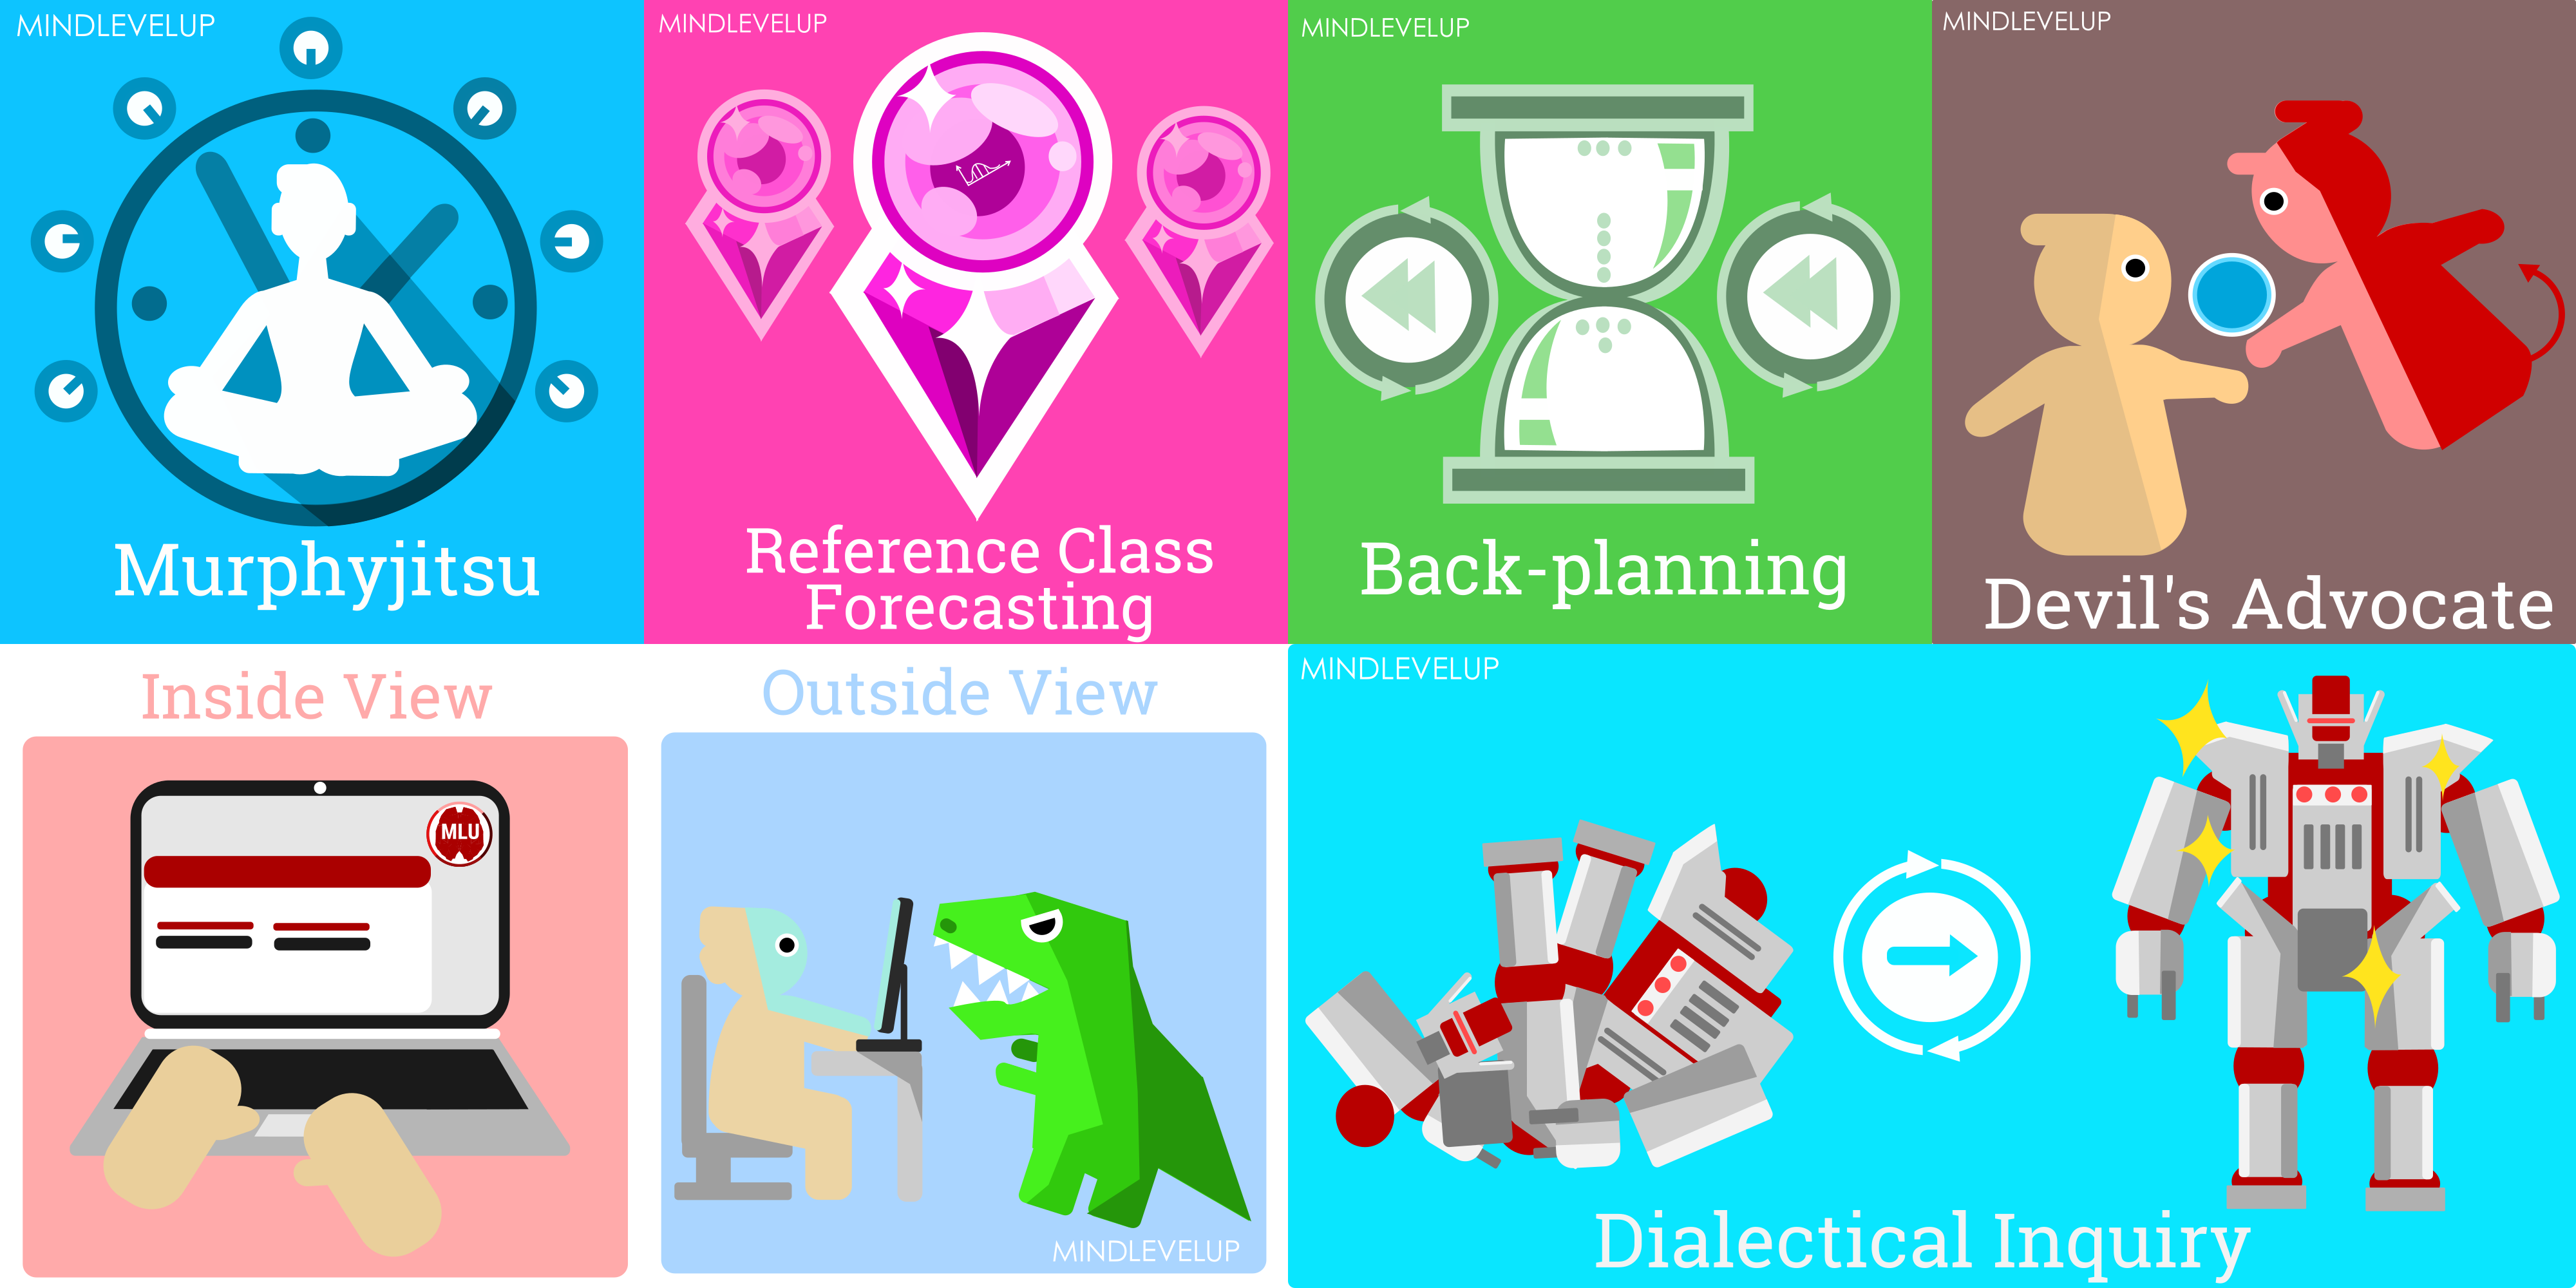 MINDLEVELUP
Murphyjitsu
MINDLEVELUP
Reference Class
Forecasting
MINDLEVELUP
Back-planning
MINDLEVELUP
Devil's Advocate
Inside View
MLU
Outside View
MINDLEVELUP
MINDLEVELUP
Dialectical Inquiry